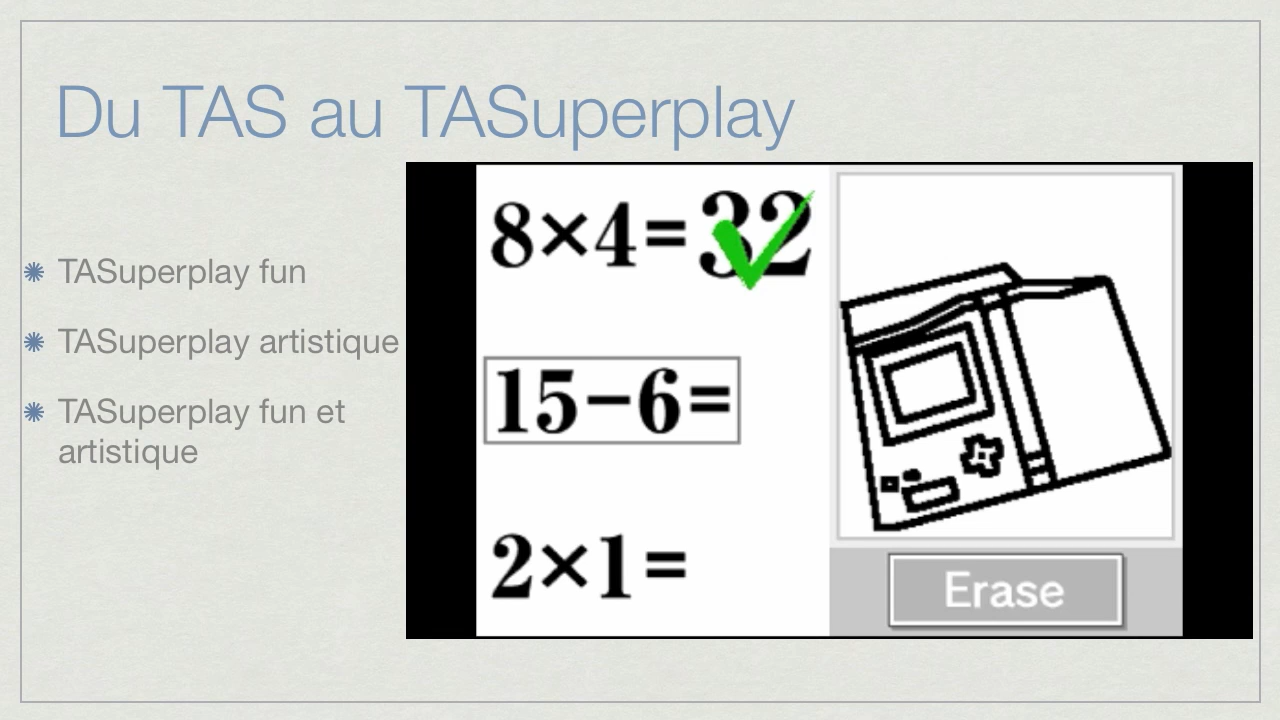 Du TAS au TASuperplay
TASuperplay fun
TASuperplay artistique
TASuperplay fun et
artistique
8×4=32
15−6=
2×1=
Erase